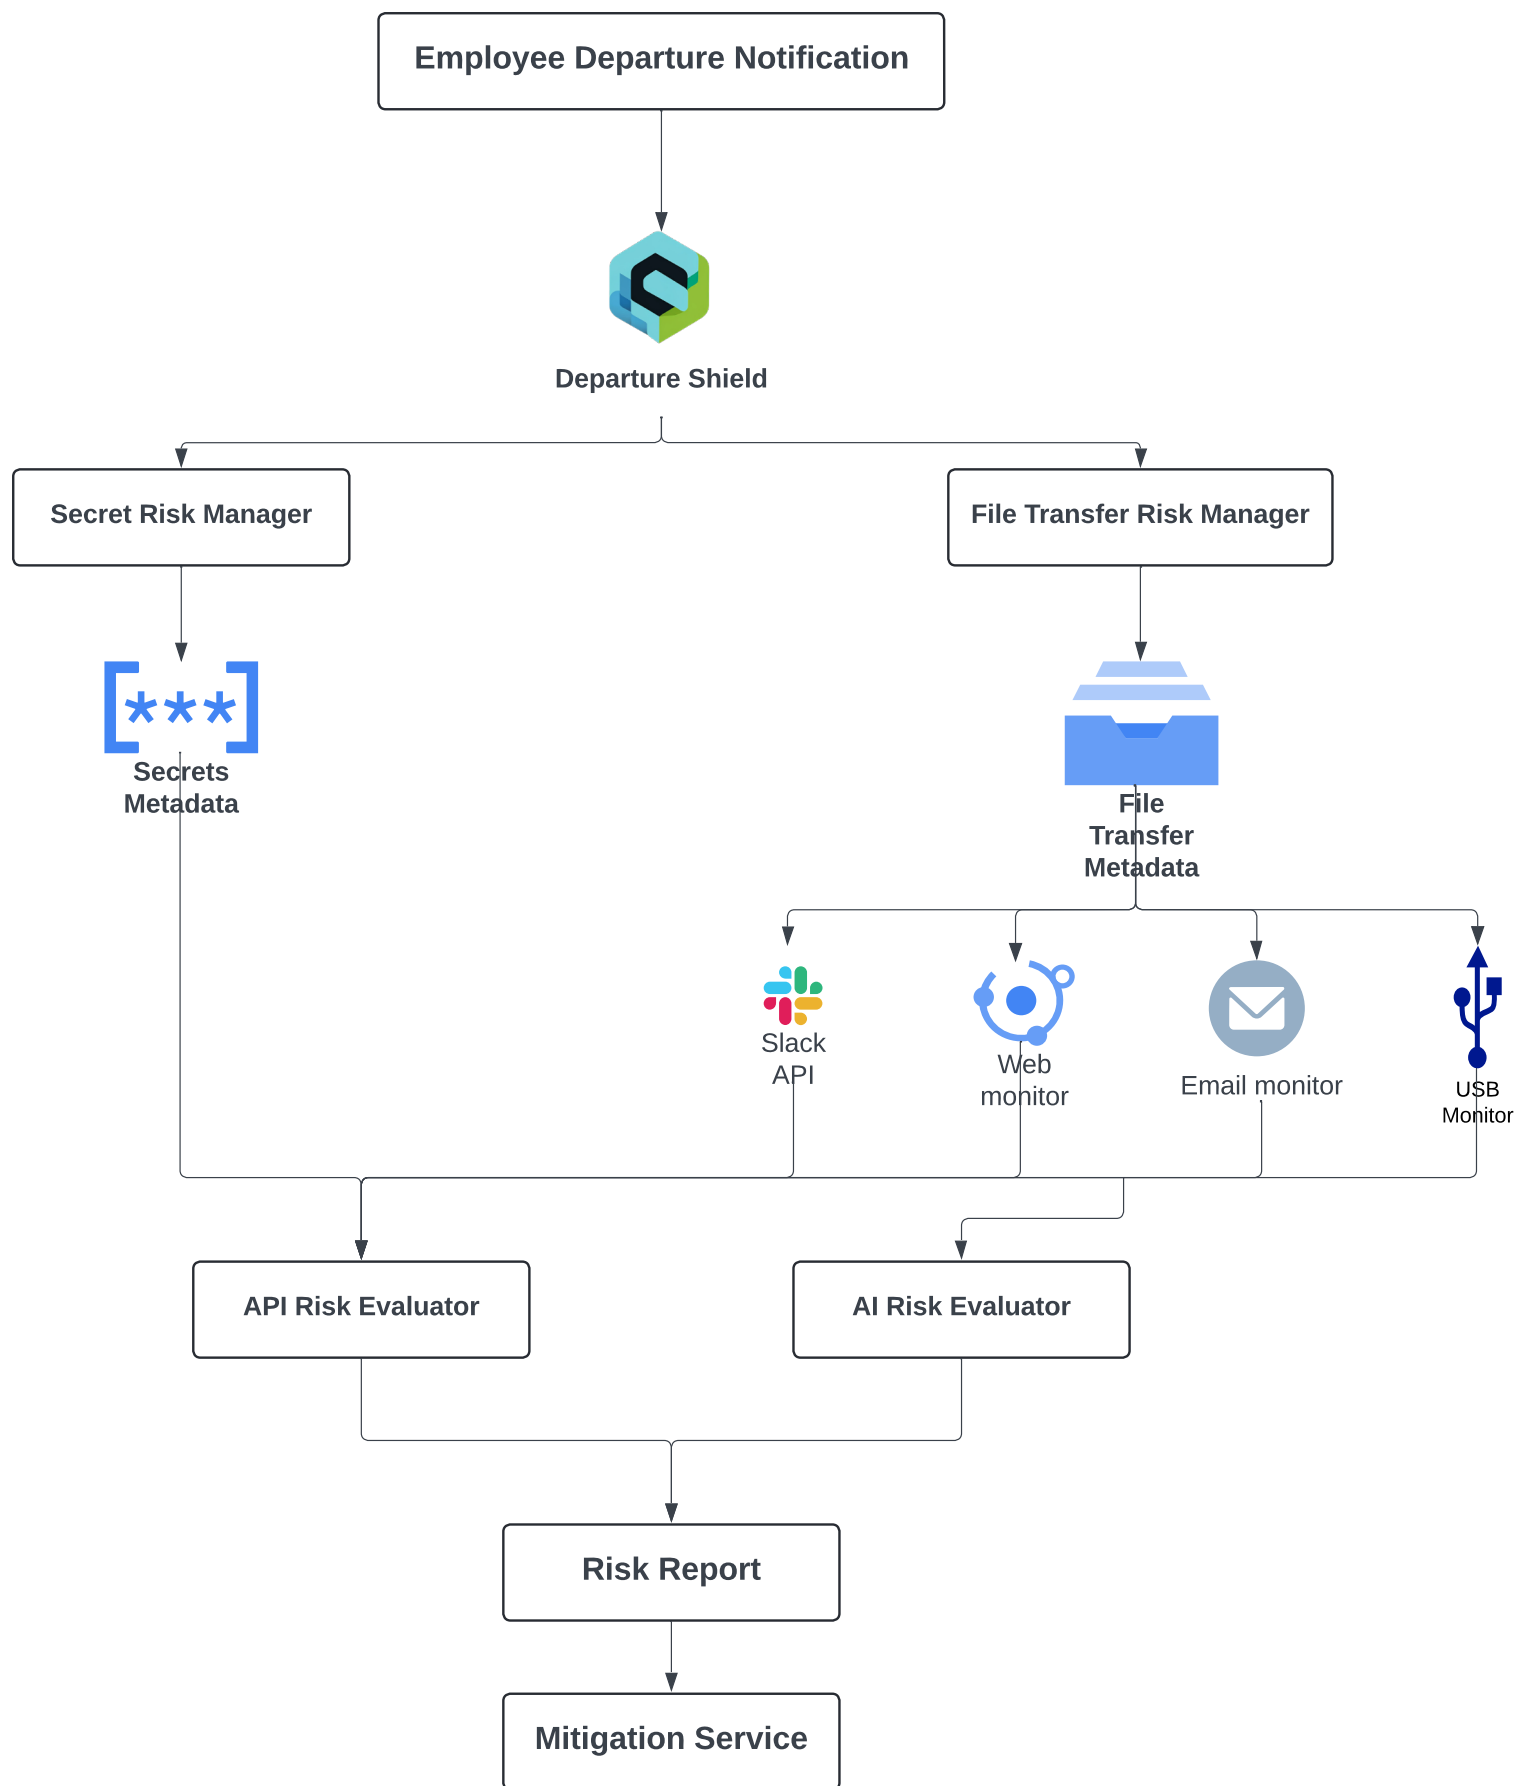 Employee Departure Notification
Departure Shield
Secret Risk Manager
File Transfer Risk Manager
[***]
Secrets
Metadata
File
Transfer
Metadata
Slack
API
Web
monitor
Email monitor
USB
Monitor
API Risk Evaluator
AI Risk Evaluator
Risk Report
Mitigation Service